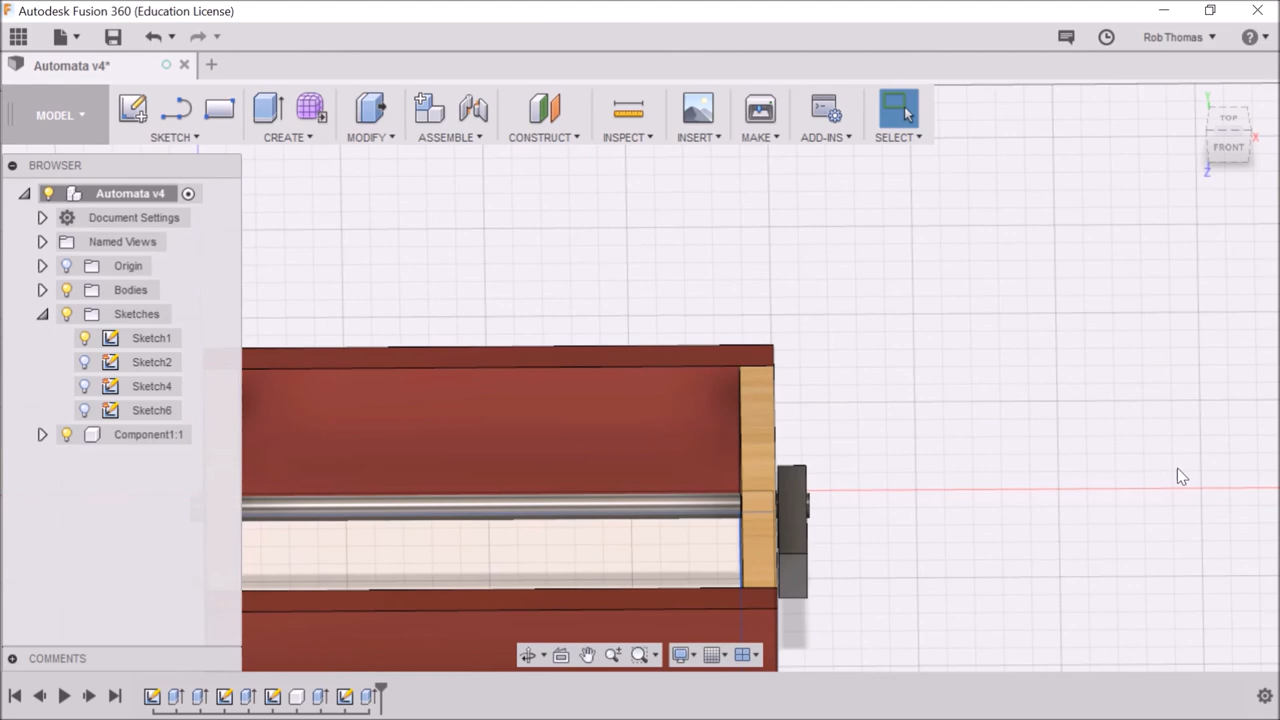 Autodesk Fusion 360 (Education License)
Rob Thomas
Automata v4*
MODEL
SKETCH CREATE MODIFY ASSEMBLE CONSTRUCT INSPECT INSERT MAKE ADD-INS SELECT
Y
TOP
X
FRONT
Z
BROWSER
Automata v4
Document Settings
Named Views
Origin
Bodies
Sketches
Sketch1
Sketch2
Sketch4
Sketch6
Component1:1
COMMENTS